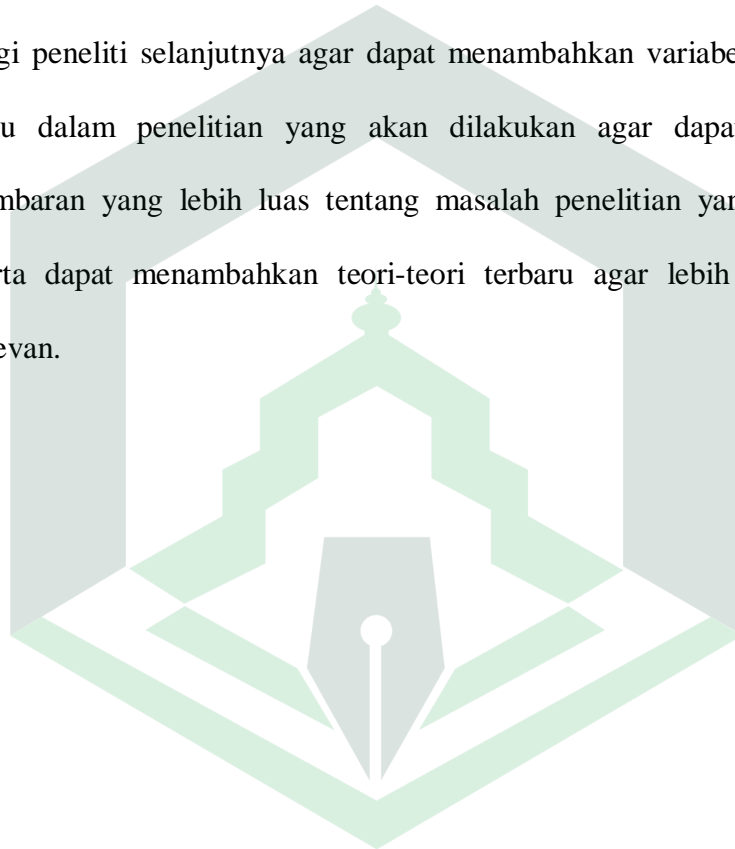 gi peneliti selanjutnya agar dapat menambahkan variabe
u dalam penelitian yang akan dilakukan agar dapa
mbaran yang lebih luas tentang masalah penelitian yan
rta dapat menambahkan teori-teori terbaru agar lebih
evan.